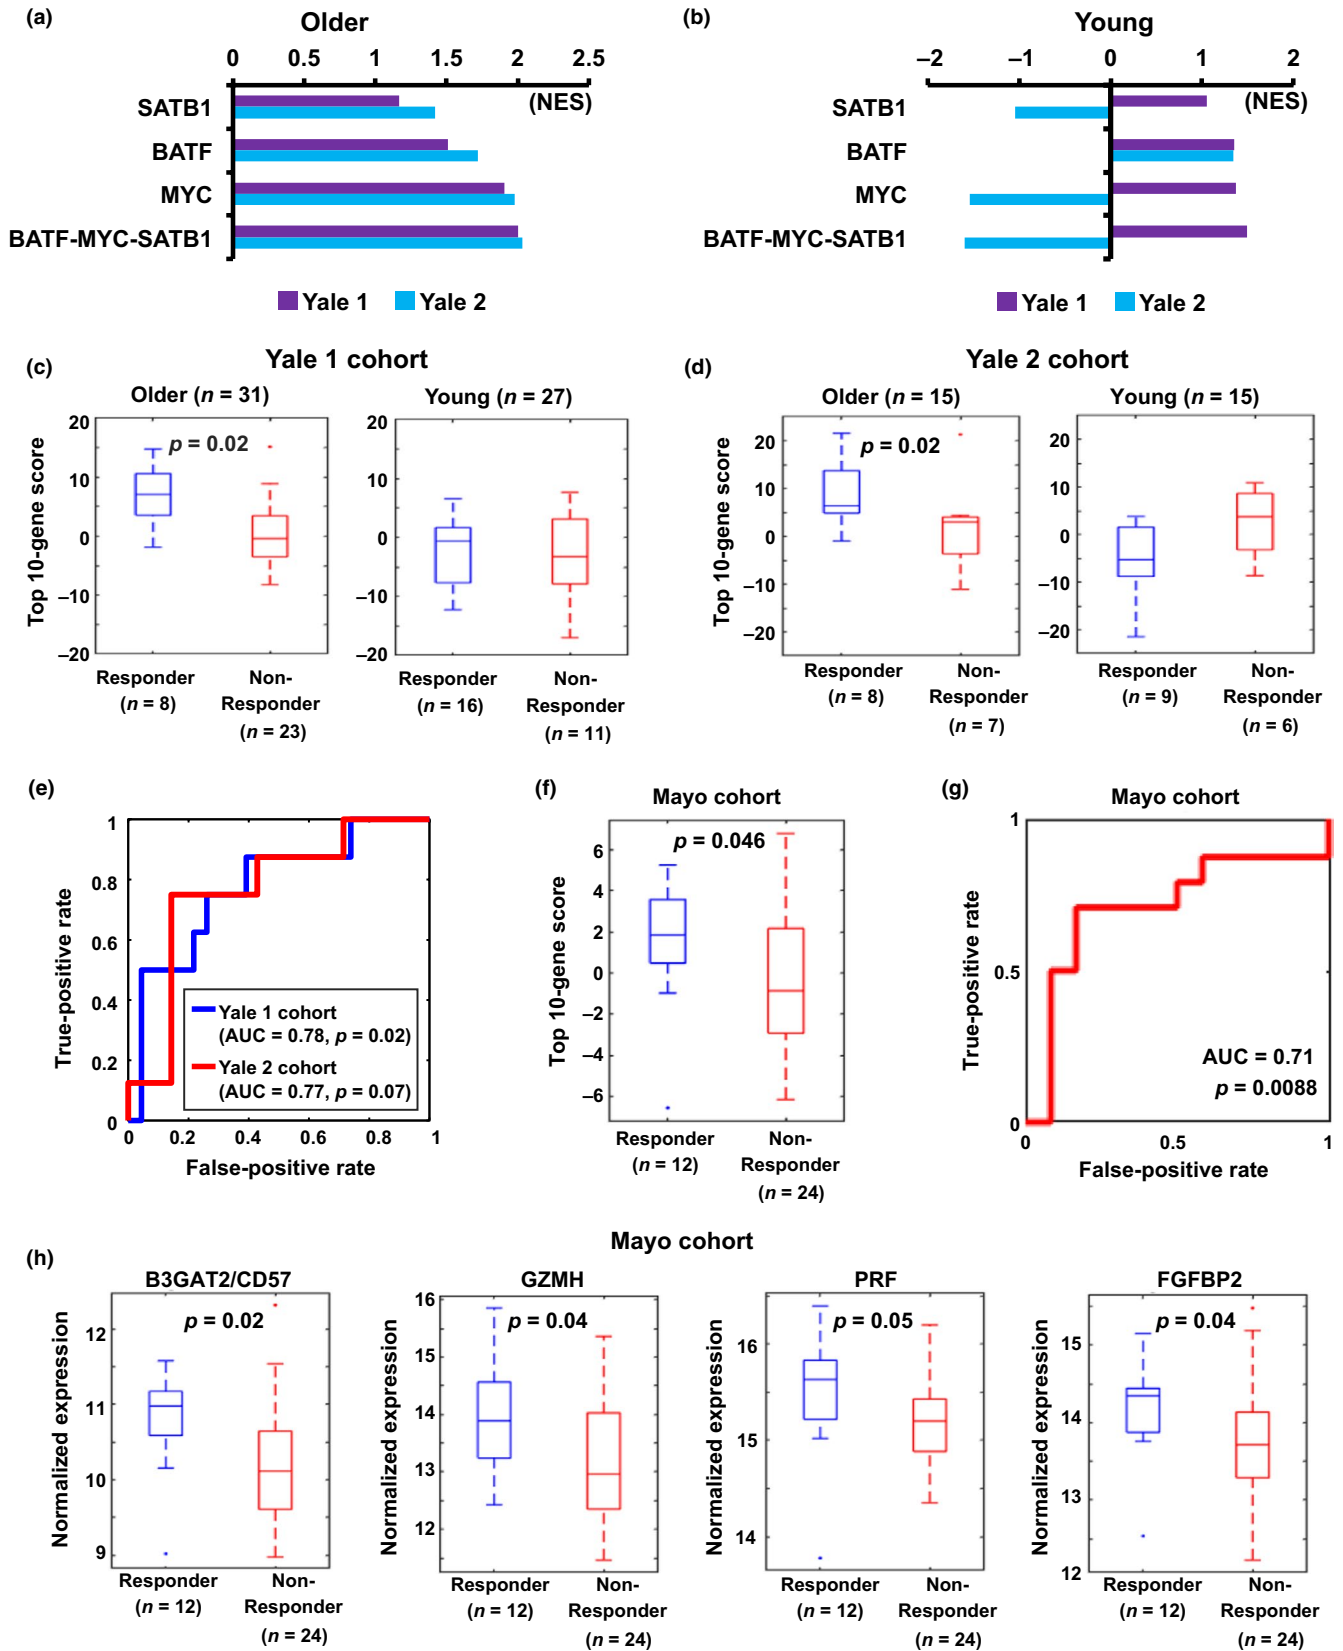 (a)
Older
0 0.5 1 1.5 2 2.5
(NES)
SATB1
BATF
MYC
BATF-MYC-SATB1
Yale 1 Yale 2
(b)
Young
–2 –1 0 1 2
(NES)
SATB1
BATF
MYC
BATF-MYC-SATB1
Yale 1 Yale 2
(c)
Yale 1 cohort
Older (n = 31)
Young (n = 27)
Top 10-gene score
20
10
0
–10
–20
p = 0.02
20
10
0
–10
–20
Responder
(n = 8)
Non-
Responder
(n = 23)
Responder
(n = 16)
Non-
Responder
(n = 11)
(d)
Yale 2 cohort
Older (n = 15)
Young (n = 15)
Top 10-gene score
20
10
0
–10
–20
p = 0.02
20
10
0
–10
–20
Responder
(n = 8)
Non-
Responder
(n = 7)
Responder
(n = 9)
Non-
Responder
(n = 6)
(e)
True-positive rate
1
0.8
0.6
0.4
0.2
0
Yale 1 cohort
(AUC = 0.78, p = 0.02)
Yale 2 cohort
(AUC = 0.77, p = 0.07)
0 0.2 0.4 0.6 0.8 1
False-positive rate
(f)
Mayo cohort
Top 10-gene score
6
4
2
0
–2
–4
–6
p = 0.046
Responder
(n = 12)
Non-
Responder
(n = 24)
(g)
Mayo cohort
True-positive rate
1
0.5
0
AUC = 0.71
p = 0.0088
0 0.5 1
False-positive rate
(h)
Mayo cohort
B3GAT2/CD57
Normalized expression
12
11
10
9
p = 0.02
Responder
(n = 12)
Non-
Responder
(n = 24)
GZMH
Normalized expression
16
15
14
13
12
p = 0.04
Responder
(n = 12)
Non-
Responder
(n = 24)
PRF
Normalized expression
16
15
14
p = 0.05
Responder
(n = 12)
Non-
Responder
(n = 24)
FGFBP2
Normalized expression
15
14
13
12
p = 0.04
Responder
(n = 12)
Non-
Responder
(n = 24)